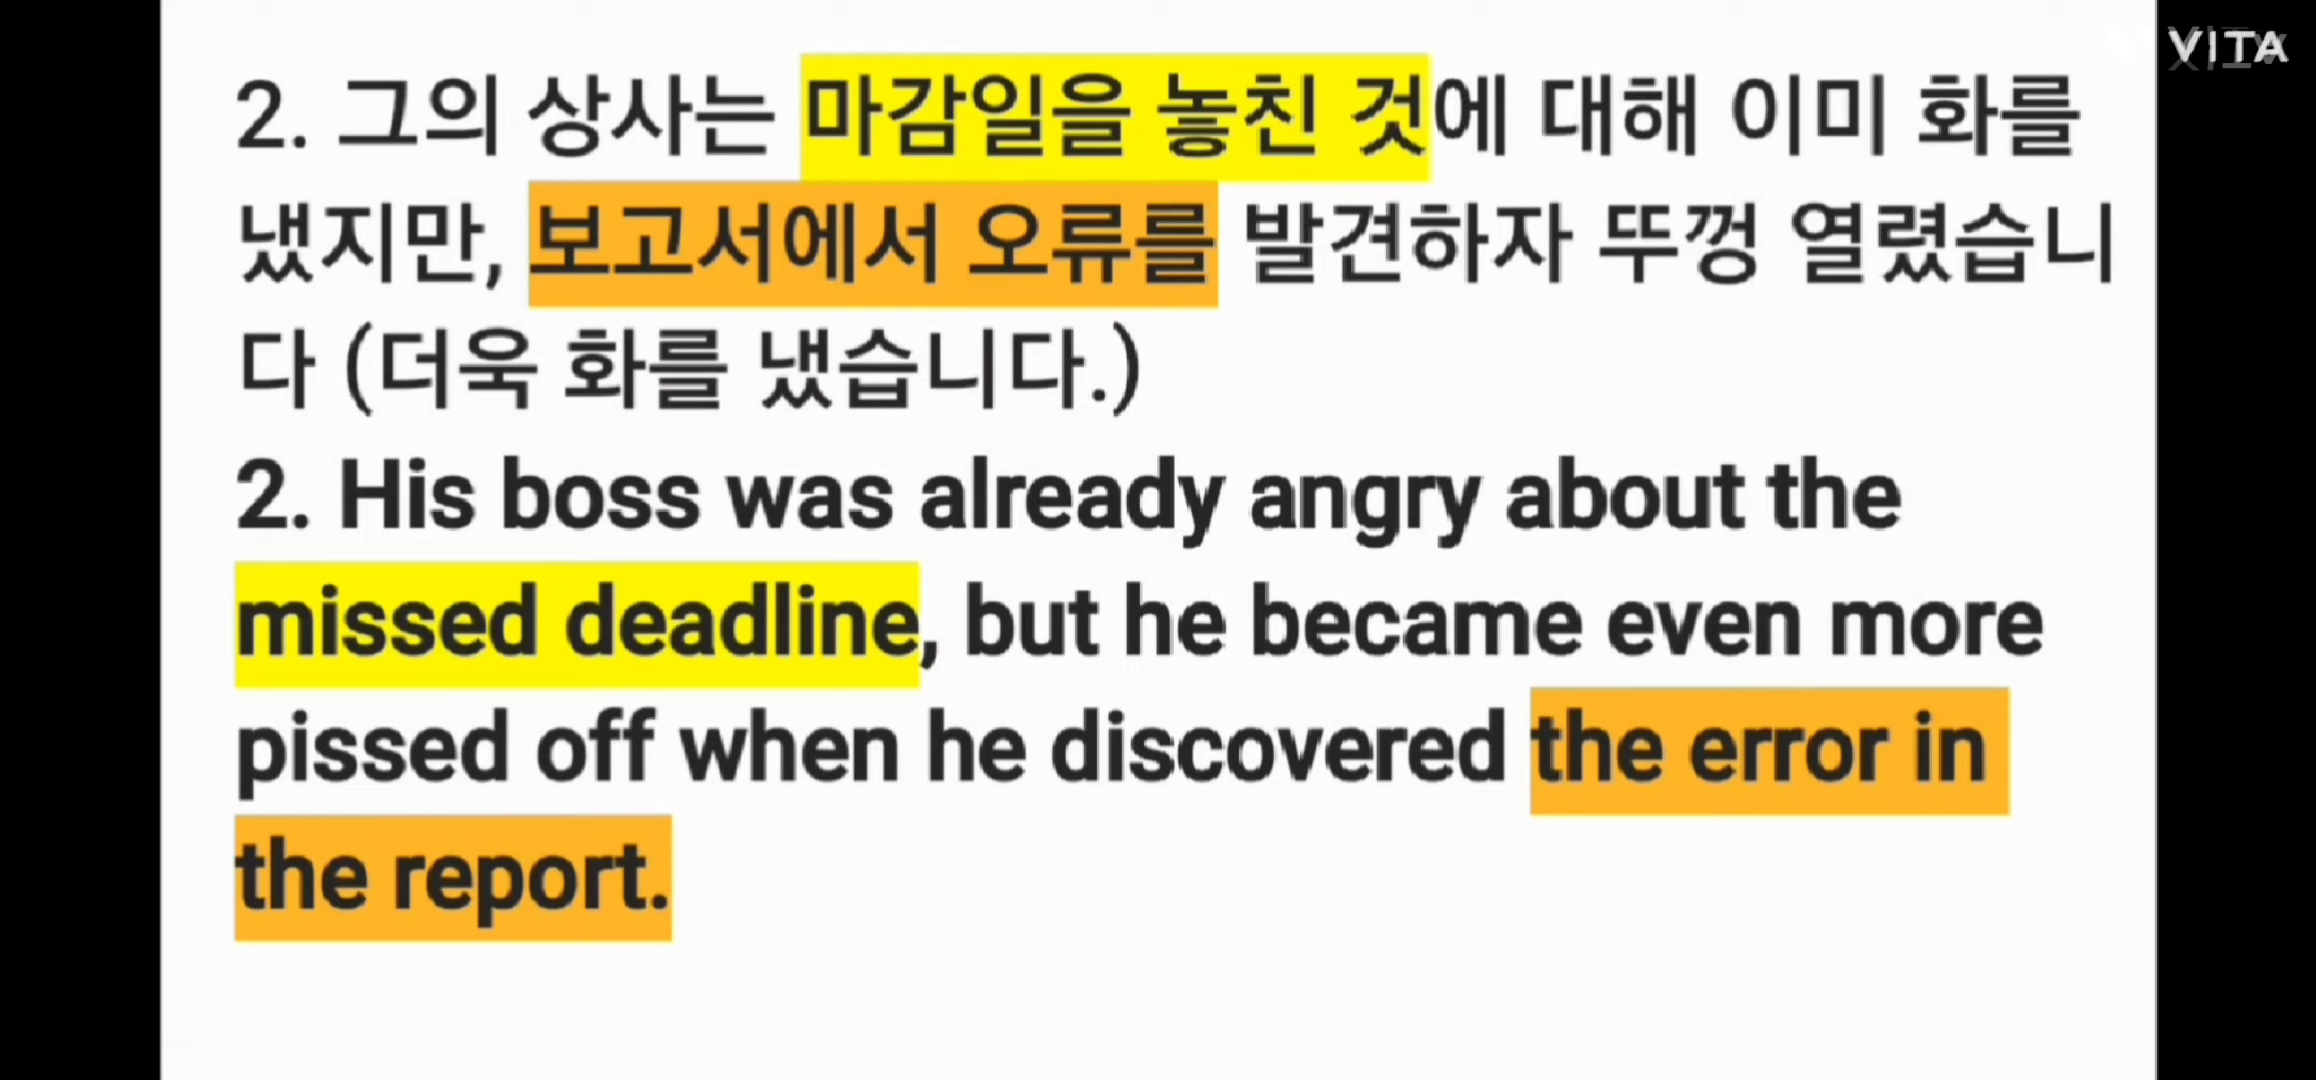 VITA
2. 그의 상사는 마감일을 놓친 것에 대해 이미 화를
냈지만, 보고서에서 오류를 발견하자 뚜껑 열렸습니
다 (더욱 화를 냈습니다.)
2. His boss was already angry about the
missed deadline, but he became even more
pissed off when he discovered the error in
the report.